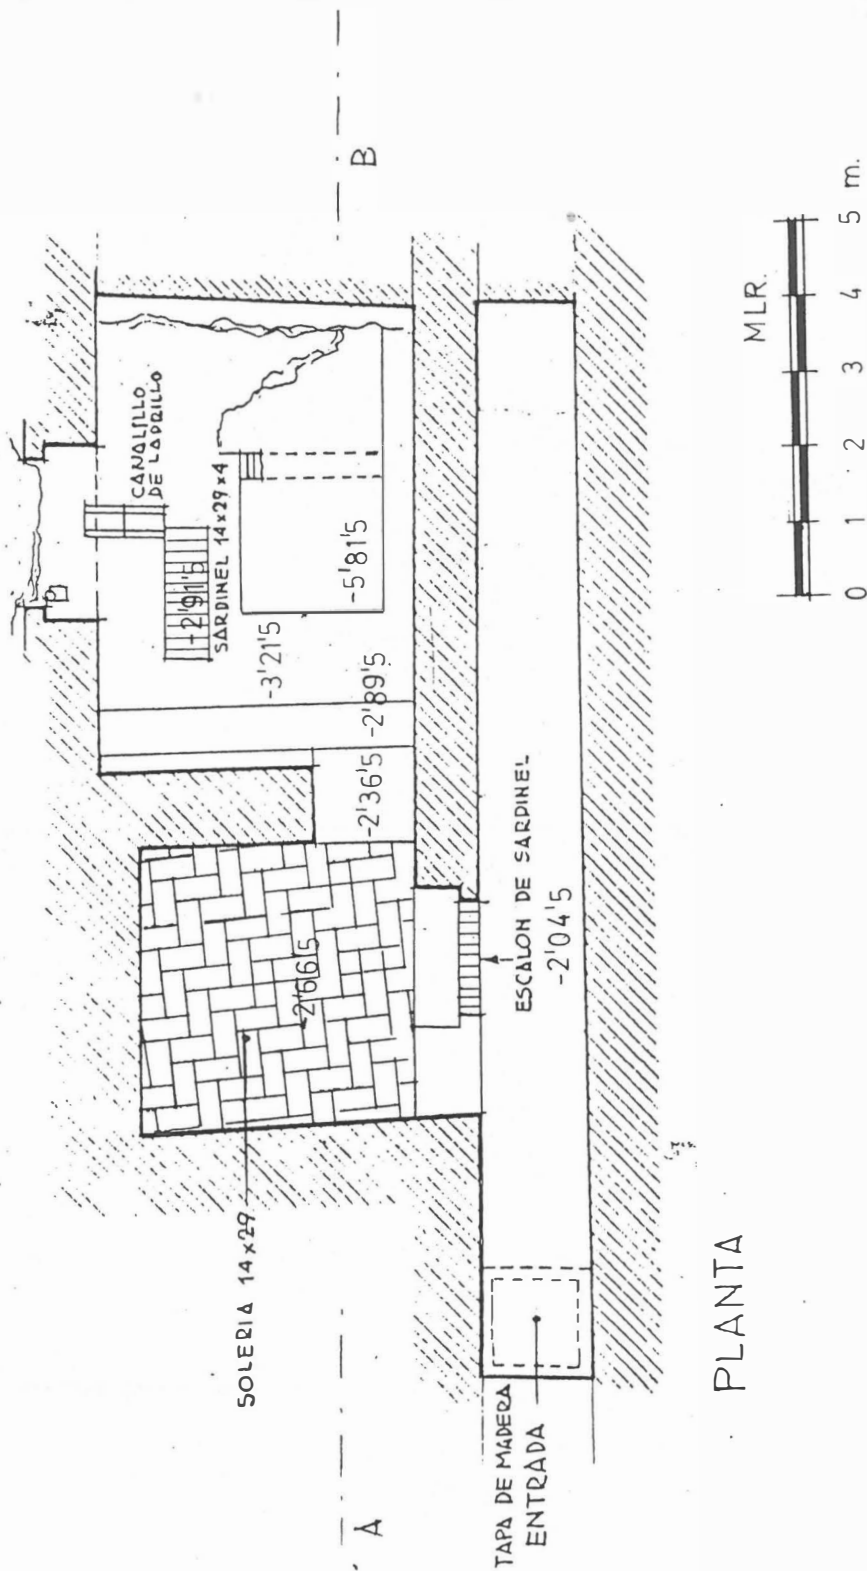 CANALILLO
DE LADRILLO
-2'91'5
SARDINEL 14x29x4
-3'21'5
-5'81'5
-2'89'5
-2'36'5
B
SOLERIA 14x29
-2'66'5
ESCALON DE SARDINEL
-2'04'5
A
TAPA DE MADERA
ENTRADA
PLANTA
MLR.
0 1 2 3 4 5 m.